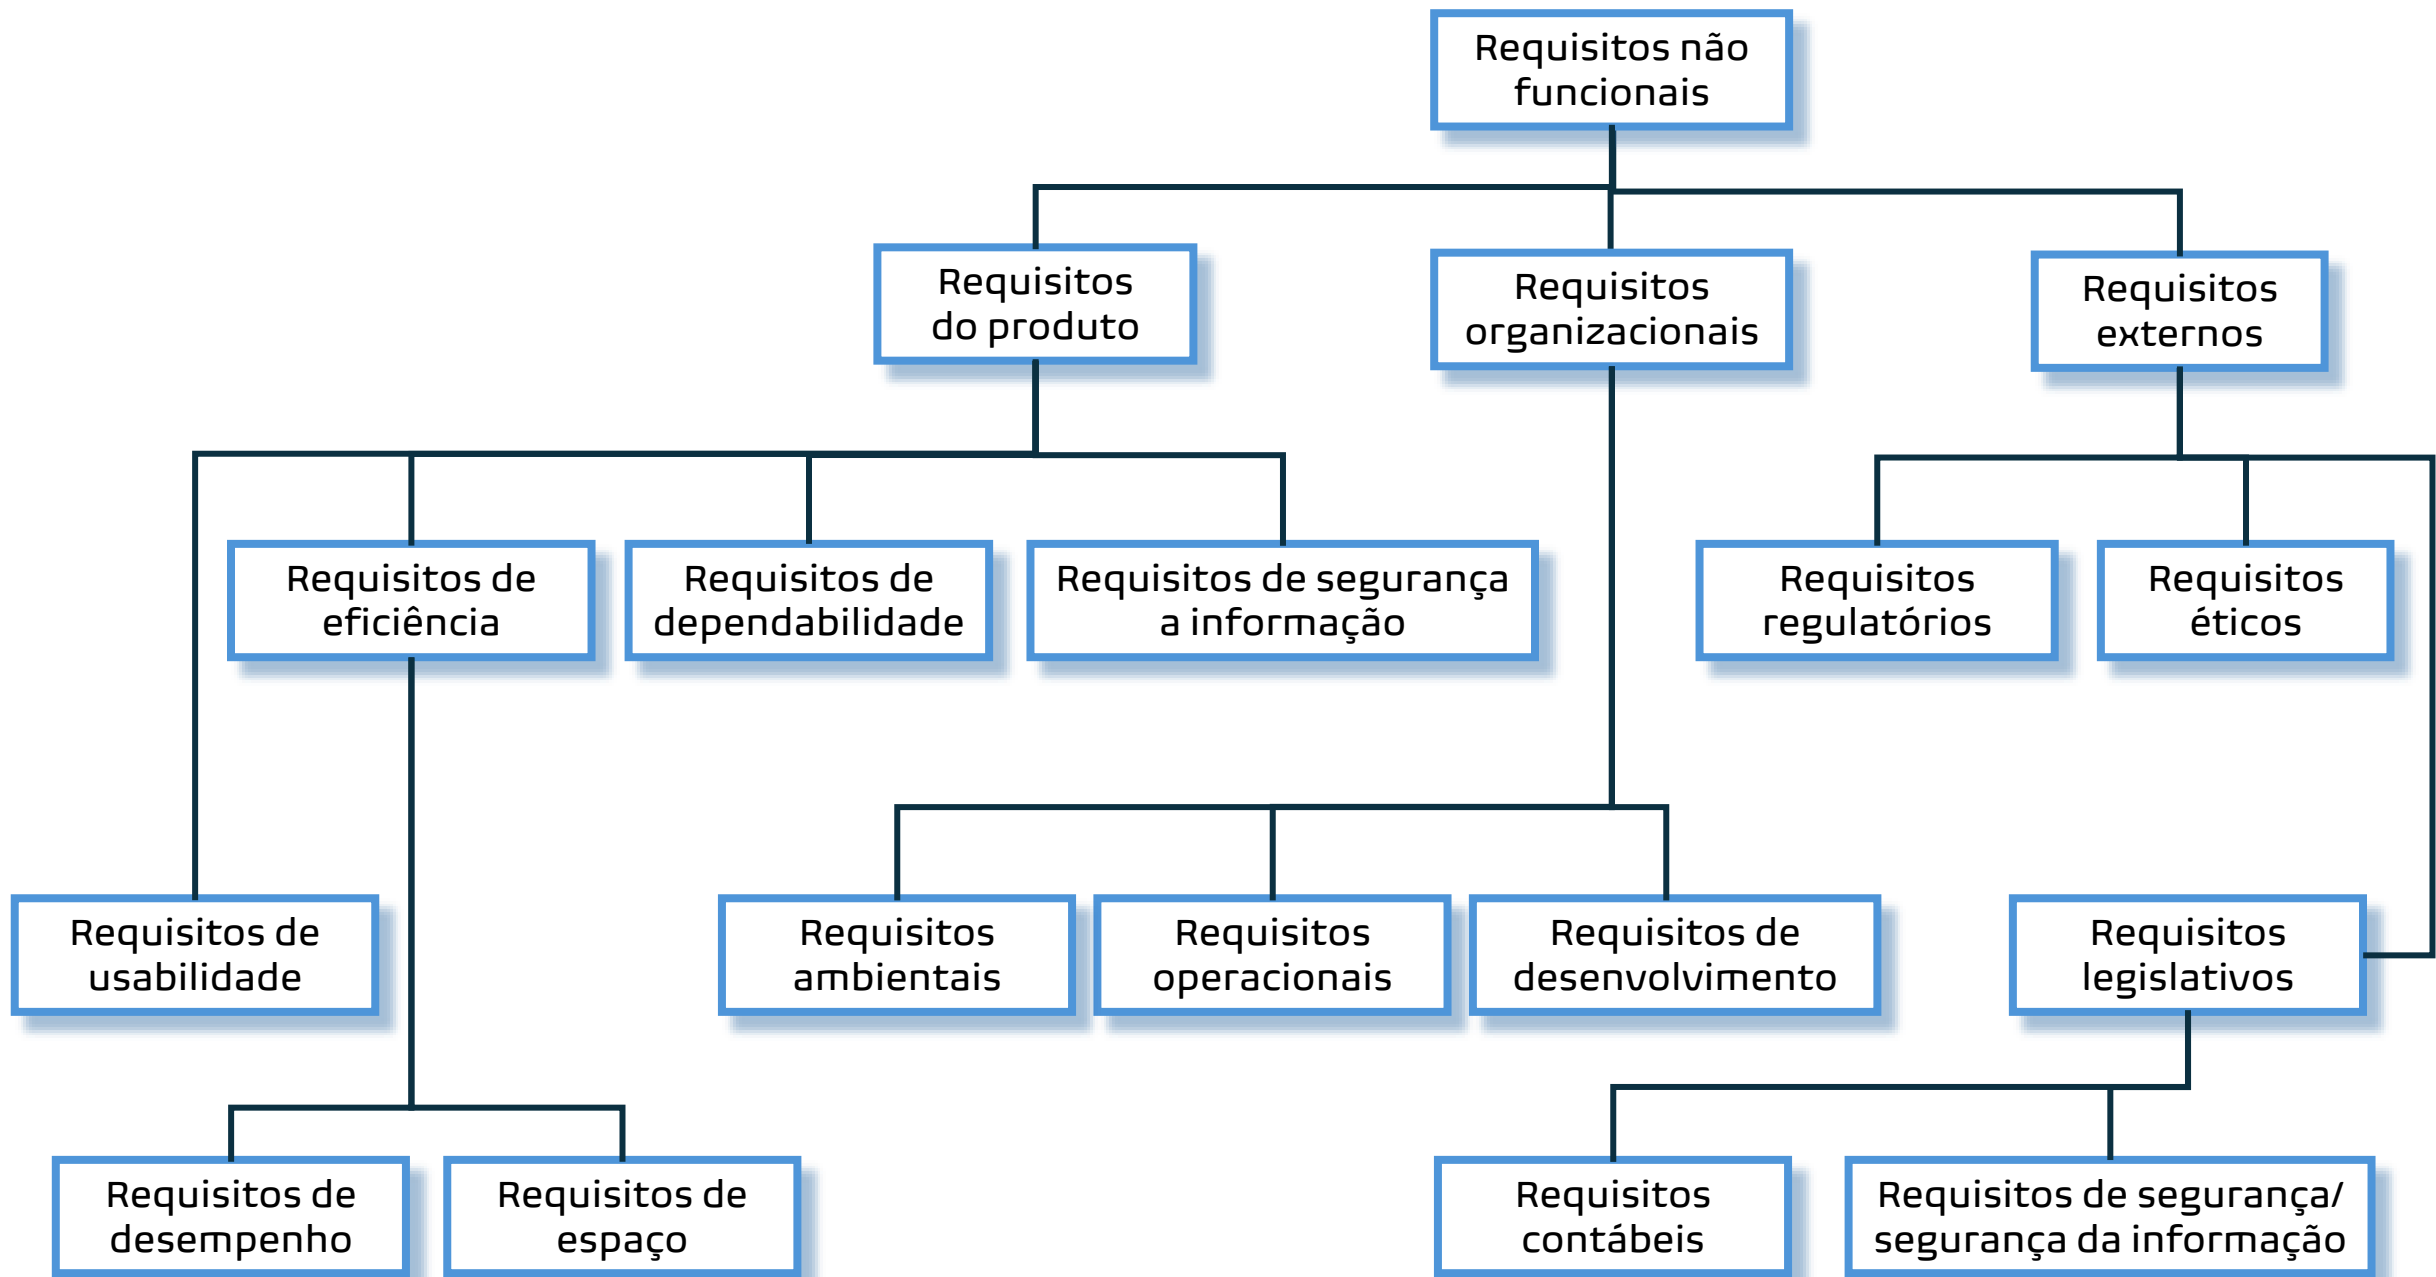 Requisitos não
funcionais
Requisitos
do produto
Requisitos
organizacionais
Requisitos
externos
Requisitos de
eficiência
Requisitos de
dependabilidade
Requisitos de segurança
a informação
Requisitos
regulatórios
Requisitos
éticos
Requisitos de
usabilidade
Requisitos
ambientais
Requisitos
operacionais
Requisitos de
desenvolvimento
Requisitos
legislativos
Requisitos de
desempenho
Requisitos de
espaço
Requisitos
contábeis
Requisitos de segurança/
segurança da informação